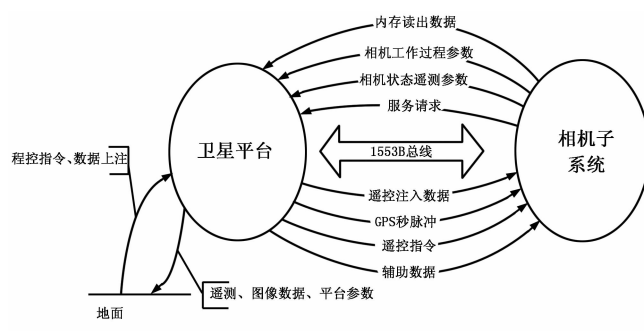 内存读出数据
相机工作过程参数
相机状态遥测参数
服务请求
卫星平台
1553B总线
相机子
系统
程控指令、数据上注
遥控注入数据
GPS秒脉冲
遥控指令
辅助数据
遥测、图像数据、平台参数
地面